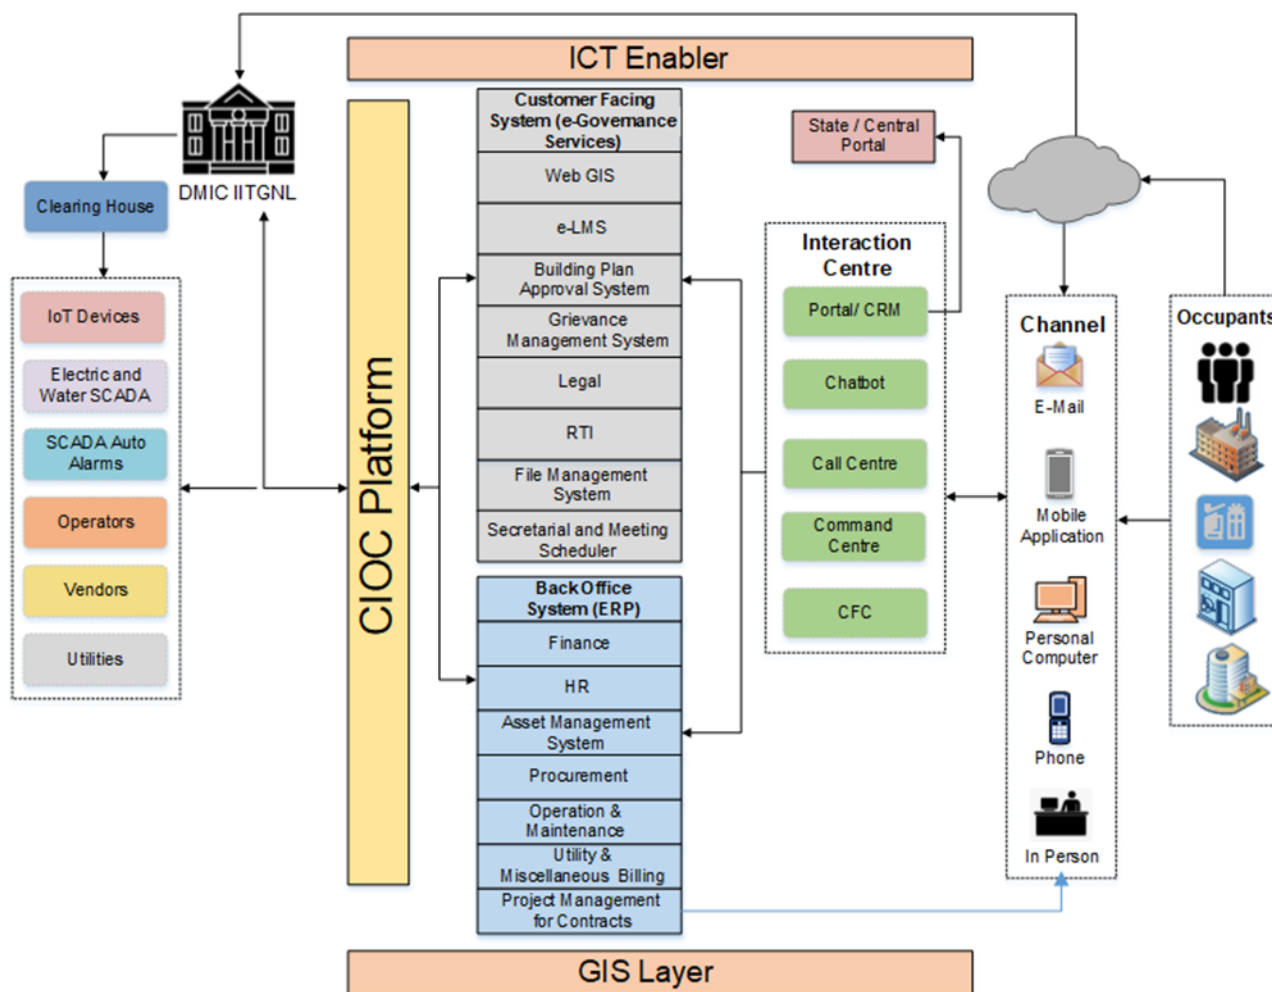 ICT Enabler
DMIC IITGNL
Clearing House
IoT Devices
Electric and
Water SCADA
SCADA Auto
Alarms
Operators
Vendors
Utilities
CIOC Platform
Customer Facing
System (e-Governance
Services)
Web GIS
e-LMS
Building Plan
Approval System
Grievance
Management System
Legal
RTI
File Management
System
Secretarial and Meeting
Scheduler
Back Office
System (ERP)
Finance
HR
Asset Management
System
Procurement
Operation &
Maintenance
Utility &
Miscellaneous Billing
Project Management
for Contracts
State / Central
Portal
Interaction
Centre
Portal/ CRM
Chatbot
Call Centre
Command
Centre
CFC
Channel
E-Mail
Mobile
Application
Personal
Computer
Phone
In Person
Occupants
GIS Layer